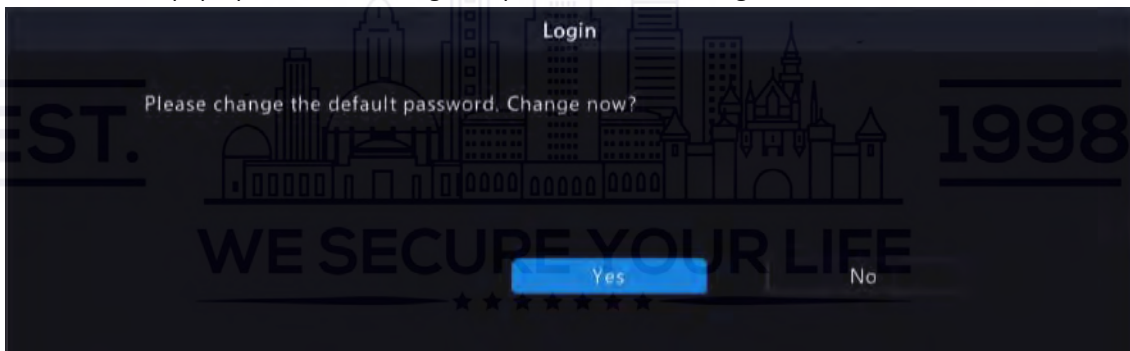 Login
Please change the default password. Change now?
EST.
1998
WE SECURE YOUR LIFE
Yes
No